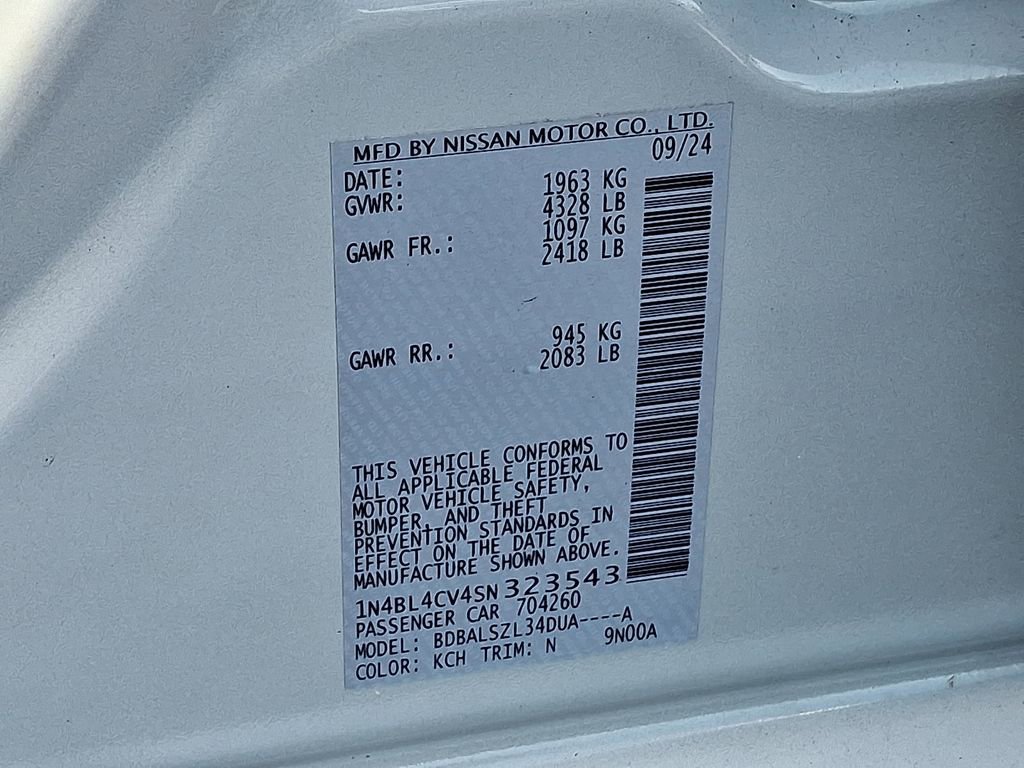 MFD BY NISSAN MOTOR CO., LTD.
DATE: 09/24
GVWR: 1963 KG
4328 LB
GAWR FR.: 1097 KG
2418 LB
GAWR RR.: 945 KG
2083 LB
THIS VEHICLE CONFORMS TO
ALL APPLICABLE FEDERAL
MOTOR VEHICLE SAFETY,
BUMPER, AND THEFT
PREVENTION STANDARDS IN
EFFECT ON THE DATE OF
MANUFACTURE SHOWN ABOVE.
1N4BL4CV4SN323543
PASSENGER CAR 704260
MODEL: BDBALSZL34DUA----A
COLOR: KCH TRIM: N 9N00A